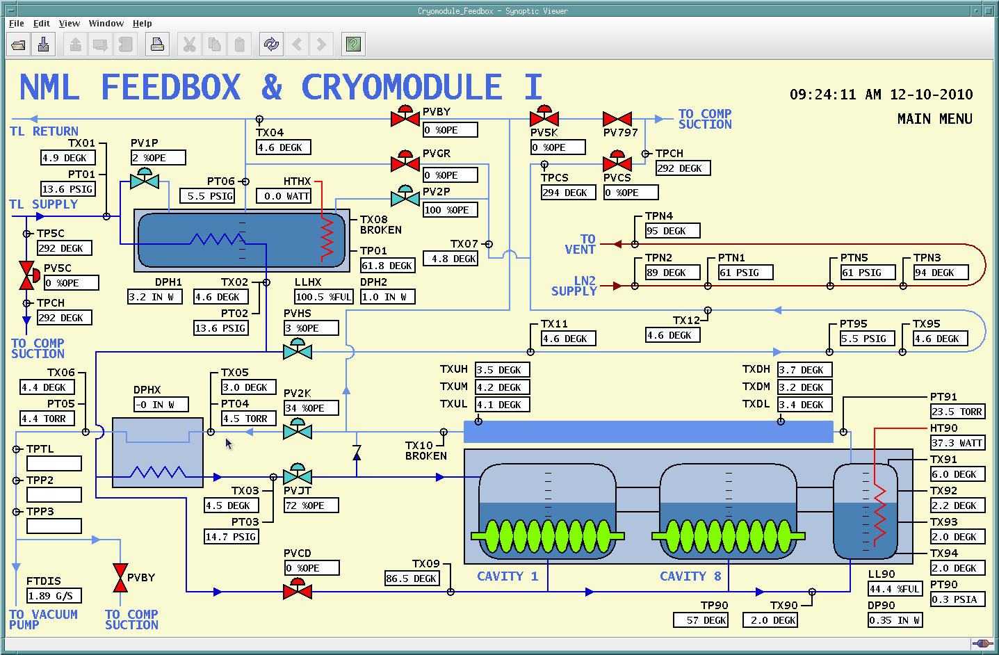 Cryomodule_Feedbox - Synoptic Viewer
File Edit View Window Help
NML FEEDBOX & CRYOMODULE I
09:24:11 AM 12-10-2010
MAIN MENU
TL RETURN
TX04
4.6 DEGK
PVBY
0 %OPE
PV5K
0 %OPE
PV797
TO COMP
SUCTION
TX01
4.9 DEGK
PT01
13.6 PSIG
PV1P
2 %OPE
PVGR
0 %OPE
TPCH
292 DEGK
TPCS
294 DEGK
PVCS
0 %OPE
PT06
5.5 PSIG
HTHX
0.0 WATT
PV2P
100 %OPE
TL SUPPLY
TX08
BROKEN
TP5C
292 DEGK
TP01
61.8 DEGK
TX07
4.8 DEGK
TO
VENT
TPN4
95 DEGK
PV5C
0 %OPE
LN2
SUPPLY
TPN2
89 DEGK
PTN1
61 PSIG
PTN5
61 PSIG
TPN3
94 DEGK
TPCH
292 DEGK
DPH1
3.2 IN W
TX02
4.6 DEGK
LLHX
100.5 %FUL
DPH2
1.0 IN W
PT02
13.6 PSIG
PVHS
3 %OPE
TO COMP
SUCTION
TX11
4.6 DEGK
TX12
4.6 DEGK
PT95
5.5 PSIG
TX95
4.6 DEGK
TX06
4.4 DEGK
PT05
4.4 TORR
DPHX
-0 IN W
TX05
3.0 DEGK
PT04
4.5 TORR
PV2K
34 %OPE
TXUH 3.5 DEGK
TXUM 4.2 DEGK
TXUL 4.1 DEGK
TXDH 3.7 DEGK
TXDM 3.2 DEGK
TXDL 3.4 DEGK
PT91
23.5 TORR
HT90
37.3 WATT
TX10
BROKEN
TPTL
TPP2
TPP3
TX03
4.5 DEGK
PT03
14.7 PSIG
PVJT
72 %OPE
TX91
6.0 DEGK
TX92
2.2 DEGK
TX93
2.0 DEGK
TX94
2.0 DEGK
PVCD
0 %OPE
TX09
86.5 DEGK
CAVITY 1
CAVITY 8
PVBY
FTDIS
1.89 G/S
LL90
44.4 %FUL
PT90
0.3 PSIA
TP90
57 DEGK
TX90
2.0 DEGK
DP90
0.35 IN W
TO VACUUM
PUMP
TO COMP
SUCTION